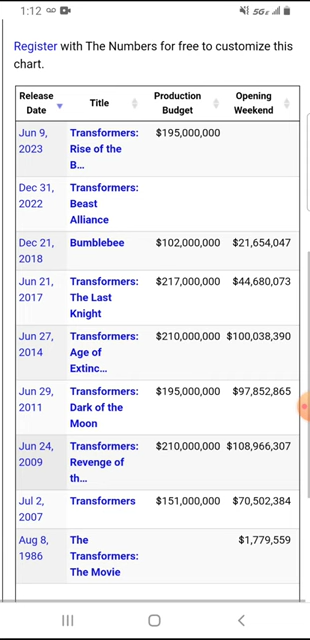 1:12
5GE
Register with The Numbers for free to customize this
chart.
Release Date Title Production Budget Opening Weekend
Jun 9, 2023 Transformers: Rise of the B... $195,000,000
Dec 31, 2022 Transformers: Beast Alliance
Dec 21, 2018 Bumblebee $102,000,000 $21,654,047
Jun 21, 2017 Transformers: The Last Knight $217,000,000 $44,680,073
Jun 27, 2014 Transformers: Age of Extinc... $210,000,000 $100,038,390
Jun 29, 2011 Transformers: Dark of the Moon $195,000,000 $97,852,865
Jun 24, 2009 Transformers: Revenge of th... $210,000,000 $108,966,307
Jul 2, 2007 Transformers $151,000,000 $70,502,384
Aug 8, 1986 The Transformers: The Movie $1,779,559